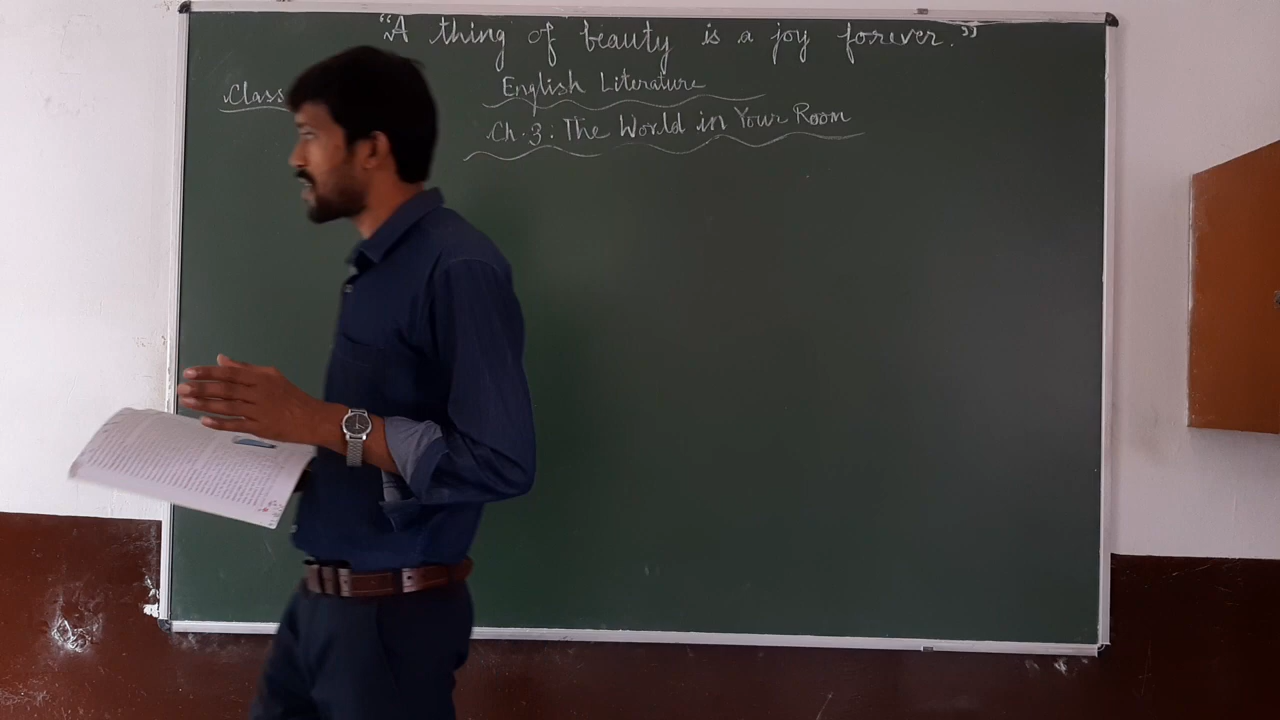 “A thing of beauty is a joy forever.”
English Literature
Class
Ch. 3: The World in Your Room